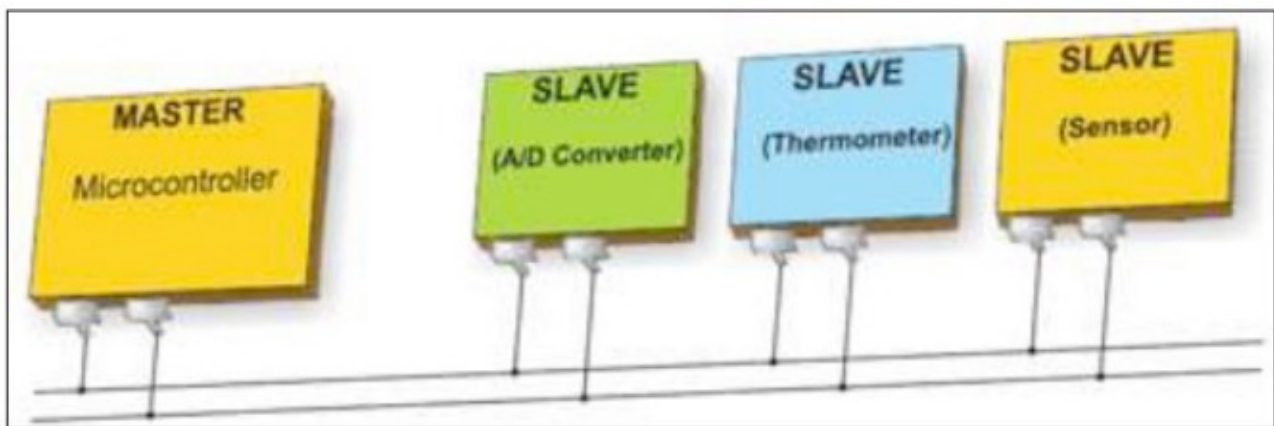 MASTER
Microcontroller
SLAVE
(A/D Converter)
SLAVE
(Thermometer)
SLAVE
(Sensor)